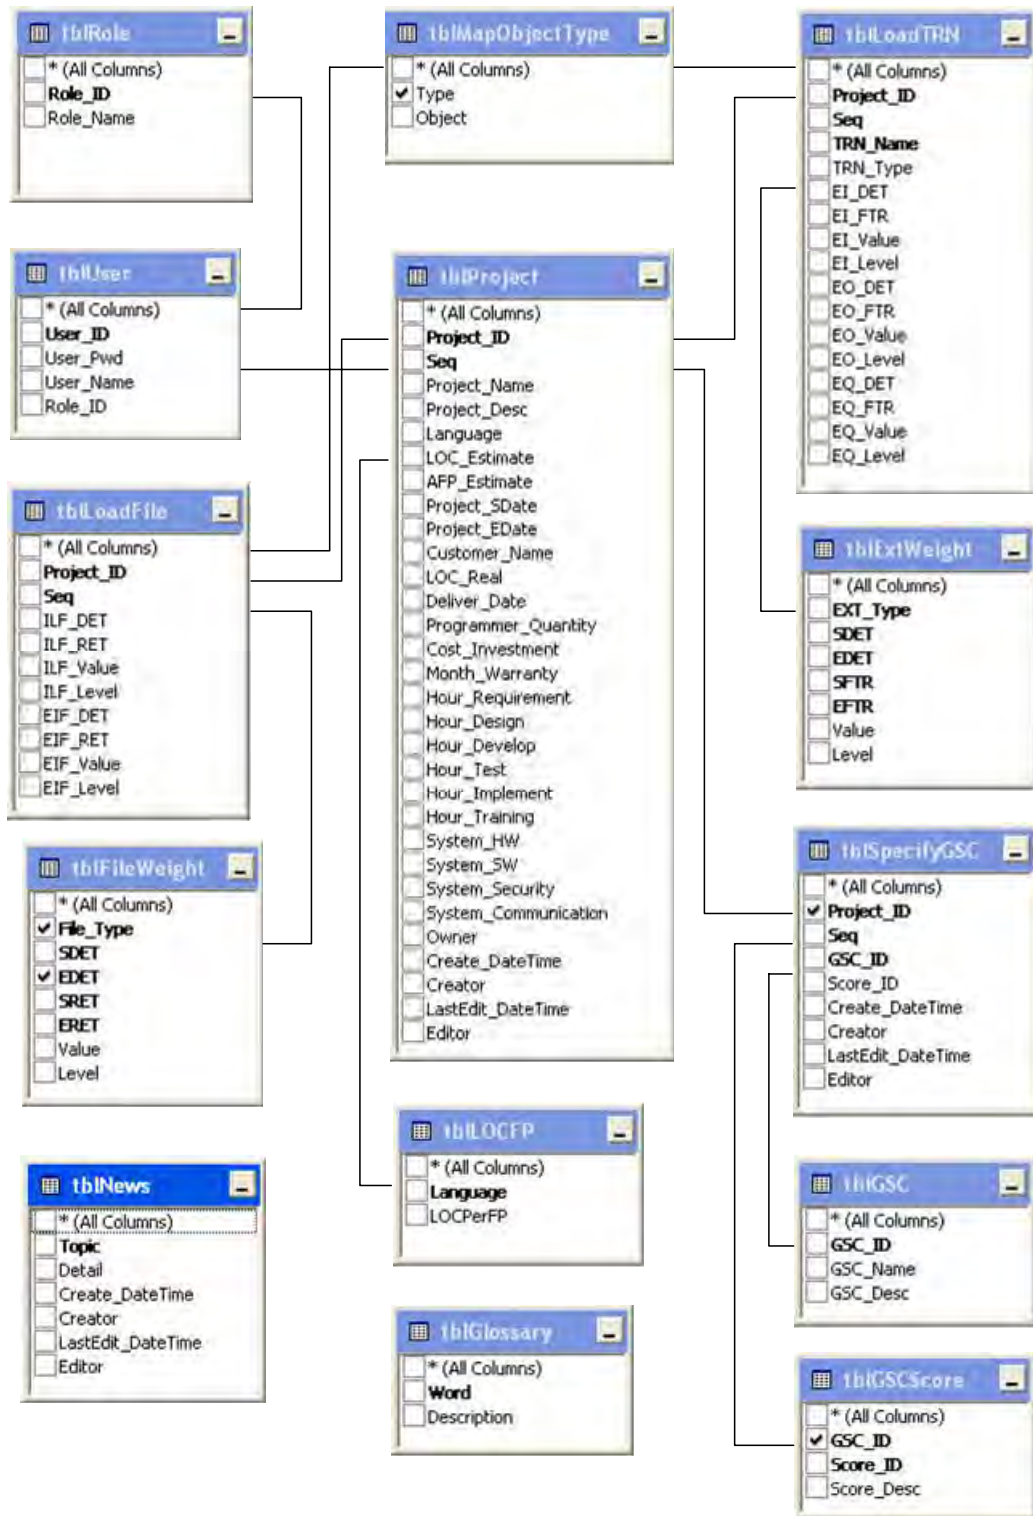 tblRole
* (All Columns)
Role_ID
Role_Name
tblMapObjectType
* (All Columns)
Type
Object
tblLoadTRN
* (All Columns)
Project_ID
Seq
TRN_Name
TRN_Type
EI_DET
EI_FTR
EI_Value
EI_Level
EO_DET
EO_FTR
EO_Value
EO_Level
EQ_DET
EQ_FTR
EQ_Value
EQ_Level
tblUser
* (All Columns)
User_ID
User_Pwd
User_Name
Role_ID
tblProject
* (All Columns)
Project_ID
Seq
Project_Name
Project_Desc
Language
LOC_Estimate
AFP_Estimate
Project_SDate
Project_EDate
Customer_Name
LOC_Real
Deliver_Date
Programmer_Quantity
Cost_Investment
Month_Warranty
Hour_Requirement
Hour_Design
Hour_Develop
Hour_Test
Hour_Implement
Hour_Training
System_HW
System_SW
System_Security
System_Communication
Owner
Create_DateTime
Creator
LastEdit_DateTime
Editor
tblLoadFile
* (All Columns)
Project_ID
Seq
ILF_DET
ILF_RET
ILF_Value
ILF_Level
EIF_DET
EIF_RET
EIF_Value
EIF_Level
tblExtWeight
* (All Columns)
EXT_Type
SDET
EDET
SFTR
EFTR
Value
Level
tblFileWeight
* (All Columns)
File_Type
SDET
EDET
SRET
ERET
Value
Level
tblSpecifyGSC
* (All Columns)
Project_ID
Seq
GSC_ID
Score_ID
Create_DateTime
Creator
LastEdit_DateTime
Editor
tblLOCFP
* (All Columns)
Language
LOCPerFP
tblNews
* (All Columns)
Topic
Detail
Create_DateTime
Creator
LastEdit_DateTime
Editor
tblGSC
* (All Columns)
GSC_ID
GSC_Name
GSC_Desc
tblGlossary
* (All Columns)
Word
Description
tblGSCScore
* (All Columns)
GSC_ID
Score_ID
Score_Desc